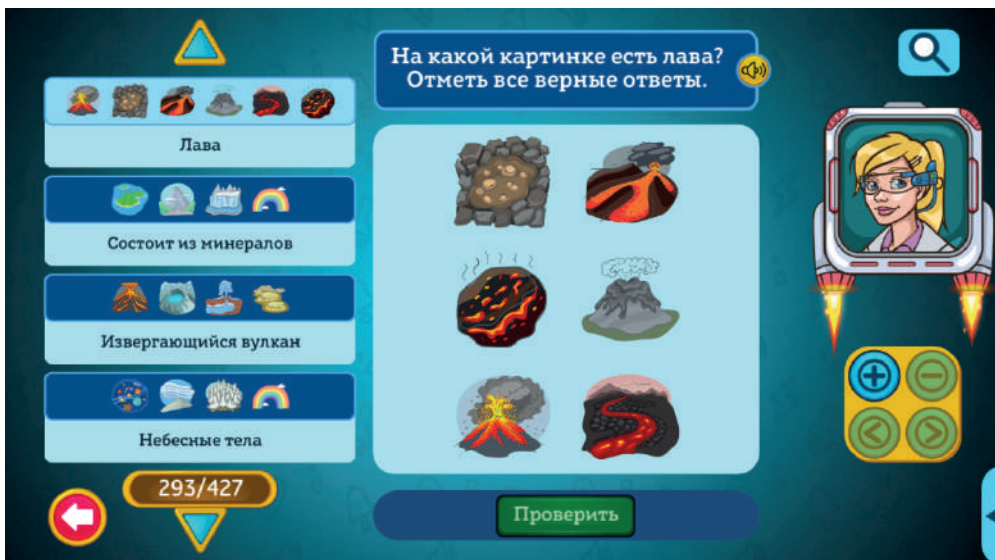 На какой картинке есть лава?
Отметь все верные ответы.
Лава
Состоит из минералов
Извергающийся вулкан
Небесные тела
293/427
Проверить